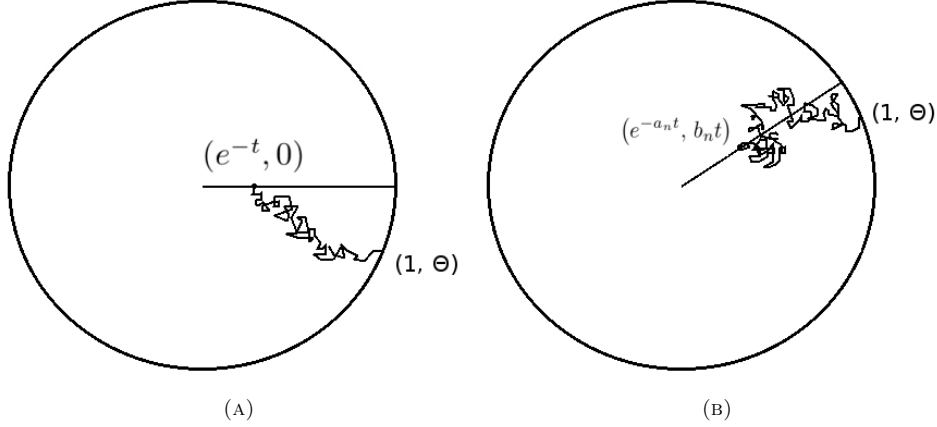 (e^{-t}, 0)
(1, Θ)
(A)
(e^{-a_n t}, b_n t)
(1, Θ)
(B)